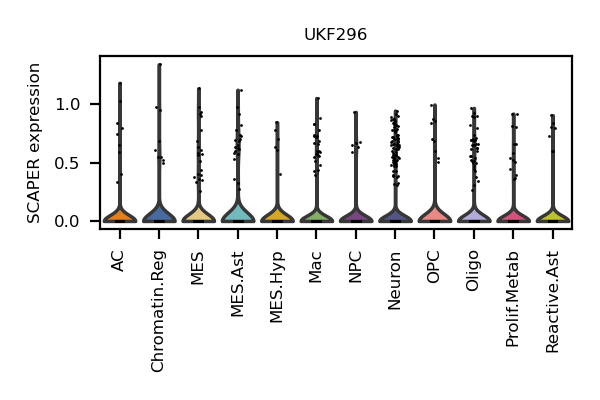 UKF296
SCAPER expression
1.0
0.5
0.0
AC
Chromatin.Reg
MES
MES.Ast
MES.Hyp
Mac
NPC
Neuron
OPC
Oligo
Prolif.Metab
Reactive.Ast